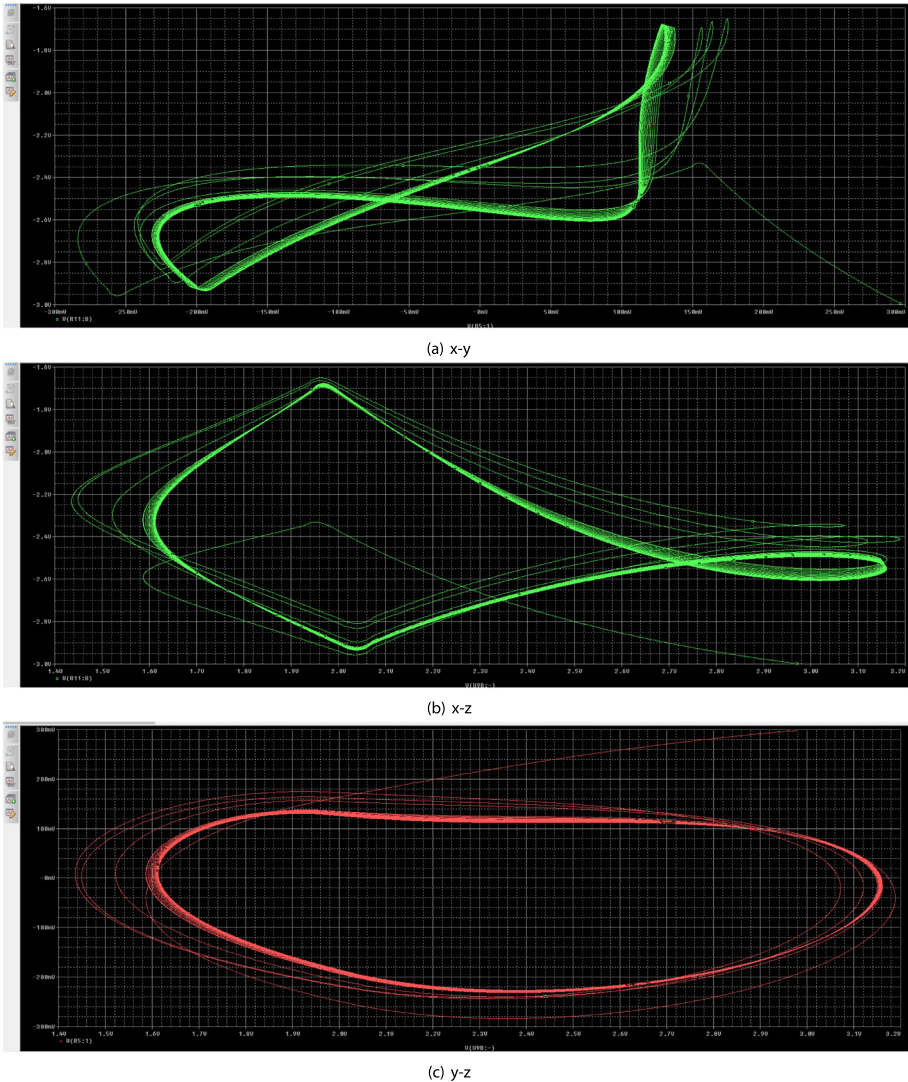 -1.6V
-1.8V
-2.0V
-2.2V
-2.4V
-2.6V
-2.8V
-3.0V
-300mV -250mV -200mV -150mV -100mV -50mV -0mV 50mV 100mV 150mV 200mV 250mV 300mV
V(R11:B)
V(R5:1)
(a) x-y
-1.6V
-1.8V
-2.0V
-2.2V
-2.4V
-2.6V
-2.8V
-3.0V
1.4V 1.5V 1.6V 1.7V 1.8V 1.9V 2.0V 2.1V 2.2V 2.3V 2.4V 2.5V 2.6V 2.7V 2.8V 2.9V 3.0V 3.1V 3.2V
V(R11:B)
V(U9B:-)
(b) x-z
300mV
200mV
100mV
-0mV
-100mV
-200mV
-300mV
1.4V 1.5V 1.6V 1.7V 1.8V 1.9V 2.0V 2.1V 2.2V 2.3V 2.4V 2.5V 2.6V 2.7V 2.8V 2.9V 3.0V 3.1V 3.2V
V(R5:1)
V(U9B:-)
(c) y-z